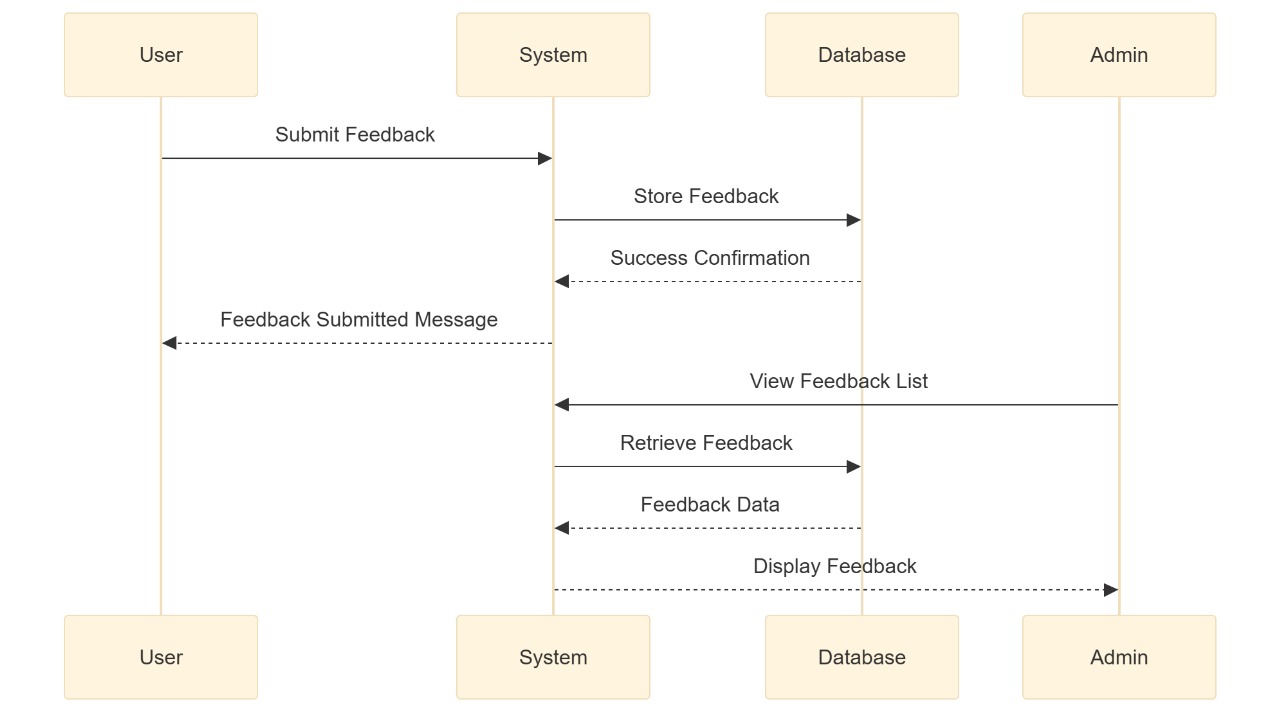 User
System
Database
Admin
Submit Feedback
Store Feedback
Success Confirmation
Feedback Submitted Message
View Feedback List
Retrieve Feedback
Feedback Data
Display Feedback
User
System
Database
Admin